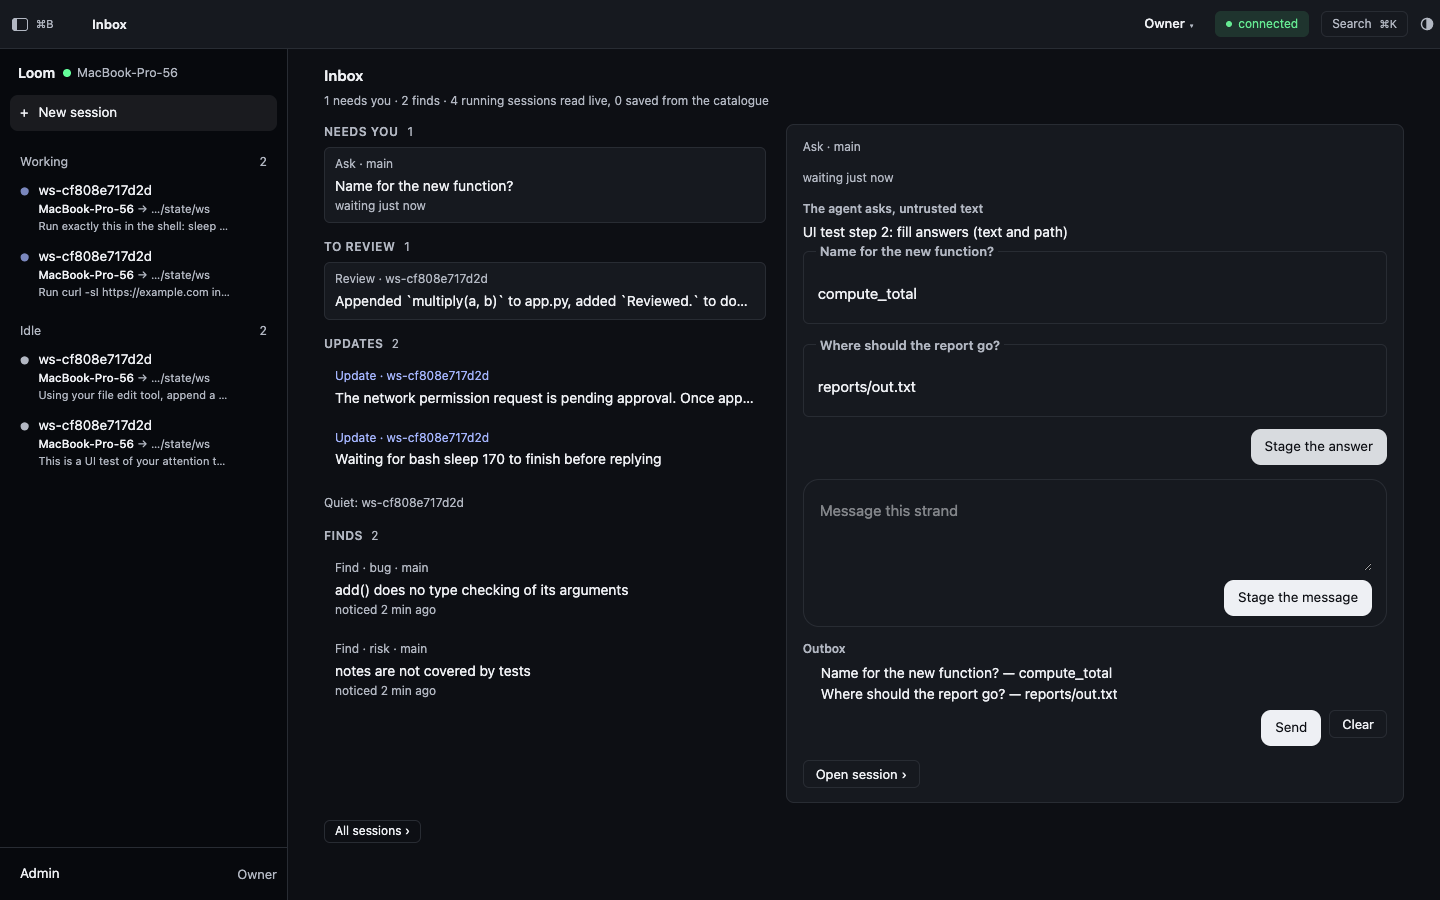 ⌘B
Inbox
Owner
connected
Search ⌘K
Loom MacBook-Pro-56
+ New session
Working 2
ws-cf808e717d2d
MacBook-Pro-56 → .../state/ws
Run exactly this in the shell: sleep ...
ws-cf808e717d2d
MacBook-Pro-56 → .../state/ws
Run curl -sI https://example.com in...
Idle 2
ws-cf808e717d2d
MacBook-Pro-56 → .../state/ws
Using your file edit tool, append a ...
ws-cf808e717d2d
MacBook-Pro-56 → .../state/ws
This is a UI test of your attention t...
Admin Owner
Inbox
1 needs you · 2 finds · 4 running sessions read live, 0 saved from the catalogue
NEEDS YOU 1
Ask · main
Name for the new function?
waiting just now
TO REVIEW 1
Review · ws-cf808e717d2d
Appended `multiply(a, b)` to app.py, added `Reviewed.` to do...
UPDATES 2
Update · ws-cf808e717d2d
The network permission request is pending approval. Once app...
Update · ws-cf808e717d2d
Waiting for bash sleep 170 to finish before replying
Quiet: ws-cf808e717d2d
FINDS 2
Find · bug · main
add() does no type checking of its arguments
noticed 2 min ago
Find · risk · main
notes are not covered by tests
noticed 2 min ago
All sessions ›
Ask · main
waiting just now
The agent asks, untrusted text
UI test step 2: fill answers (text and path)
Name for the new function?
compute_total
Where should the report go?
reports/out.txt
Stage the answer
Message this strand
Stage the message
Outbox
Name for the new function? — compute_total
Where should the report go? — reports/out.txt
Send
Clear
Open session ›